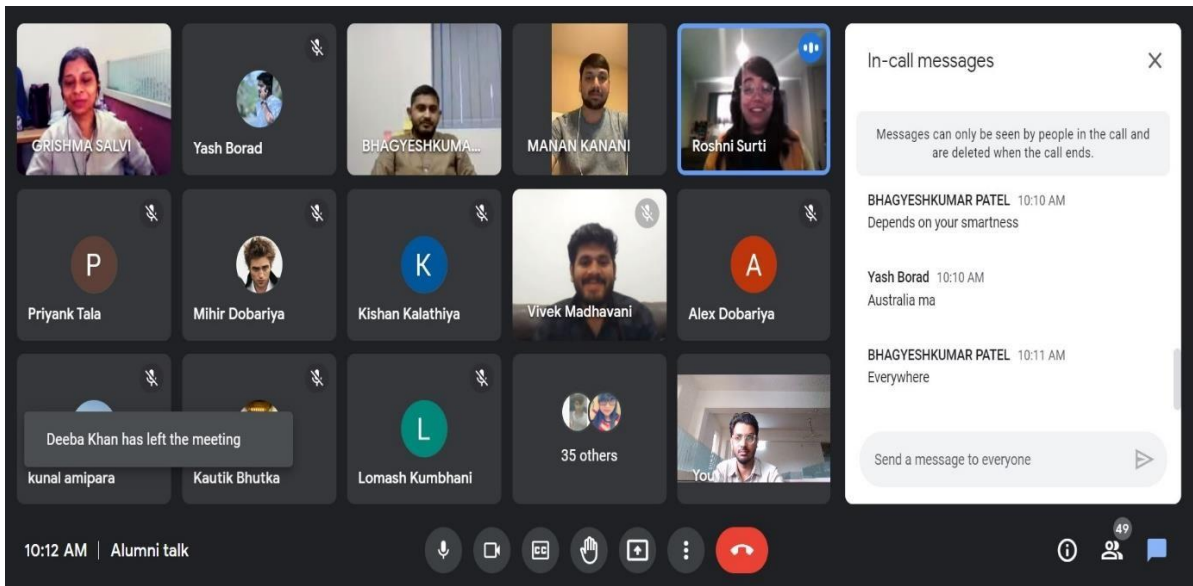 GRISHMA SALVI
Yash Borad
BHAGYESHKUMA...
MANAN KANANI
Roshni Surti
P
Priyank Tala
Mihir Dobariya
K
Kishan Kalathiya
Vivek Madhavani
A
Alex Dobariya
Deeba Khan has left the meeting
kunal amipara
Kautik Bhutka
L
Lomash Kumbhani
35 others
You
In-call messages
Messages can only be seen by people in the call and
are deleted when the call ends.
BHAGYESHKUMAR PATEL 10:10 AM
Depends on your smartness
Yash Borad 10:10 AM
Australia ma
BHAGYESHKUMAR PATEL 10:11 AM
Everywhere
Send a message to everyone
10:12 AM | Alumni talk
CC
49